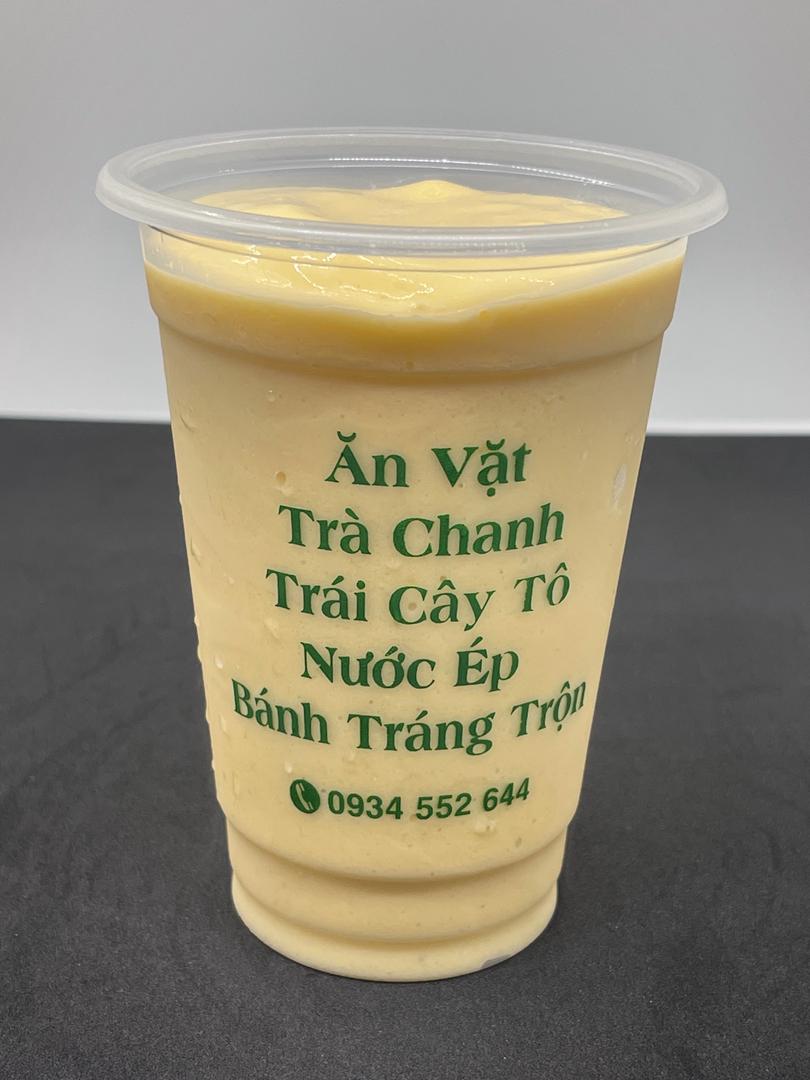 Ăn Vặt
Trà Chanh
Trái Cây Tô
Nước Ép
Bánh Tráng Trộn
0934 552 644